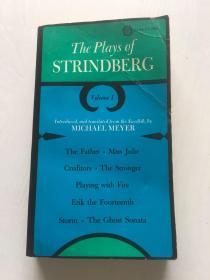 The Plays of
STRINDBERG
Volume I
Introduced, and translated from the Swedish, by
MICHAEL MEYER
The Father - Miss Julie
Creditors - The Stronger
Playing with Fire
Erik the Fourteenth
Storm - The Ghost Sonata